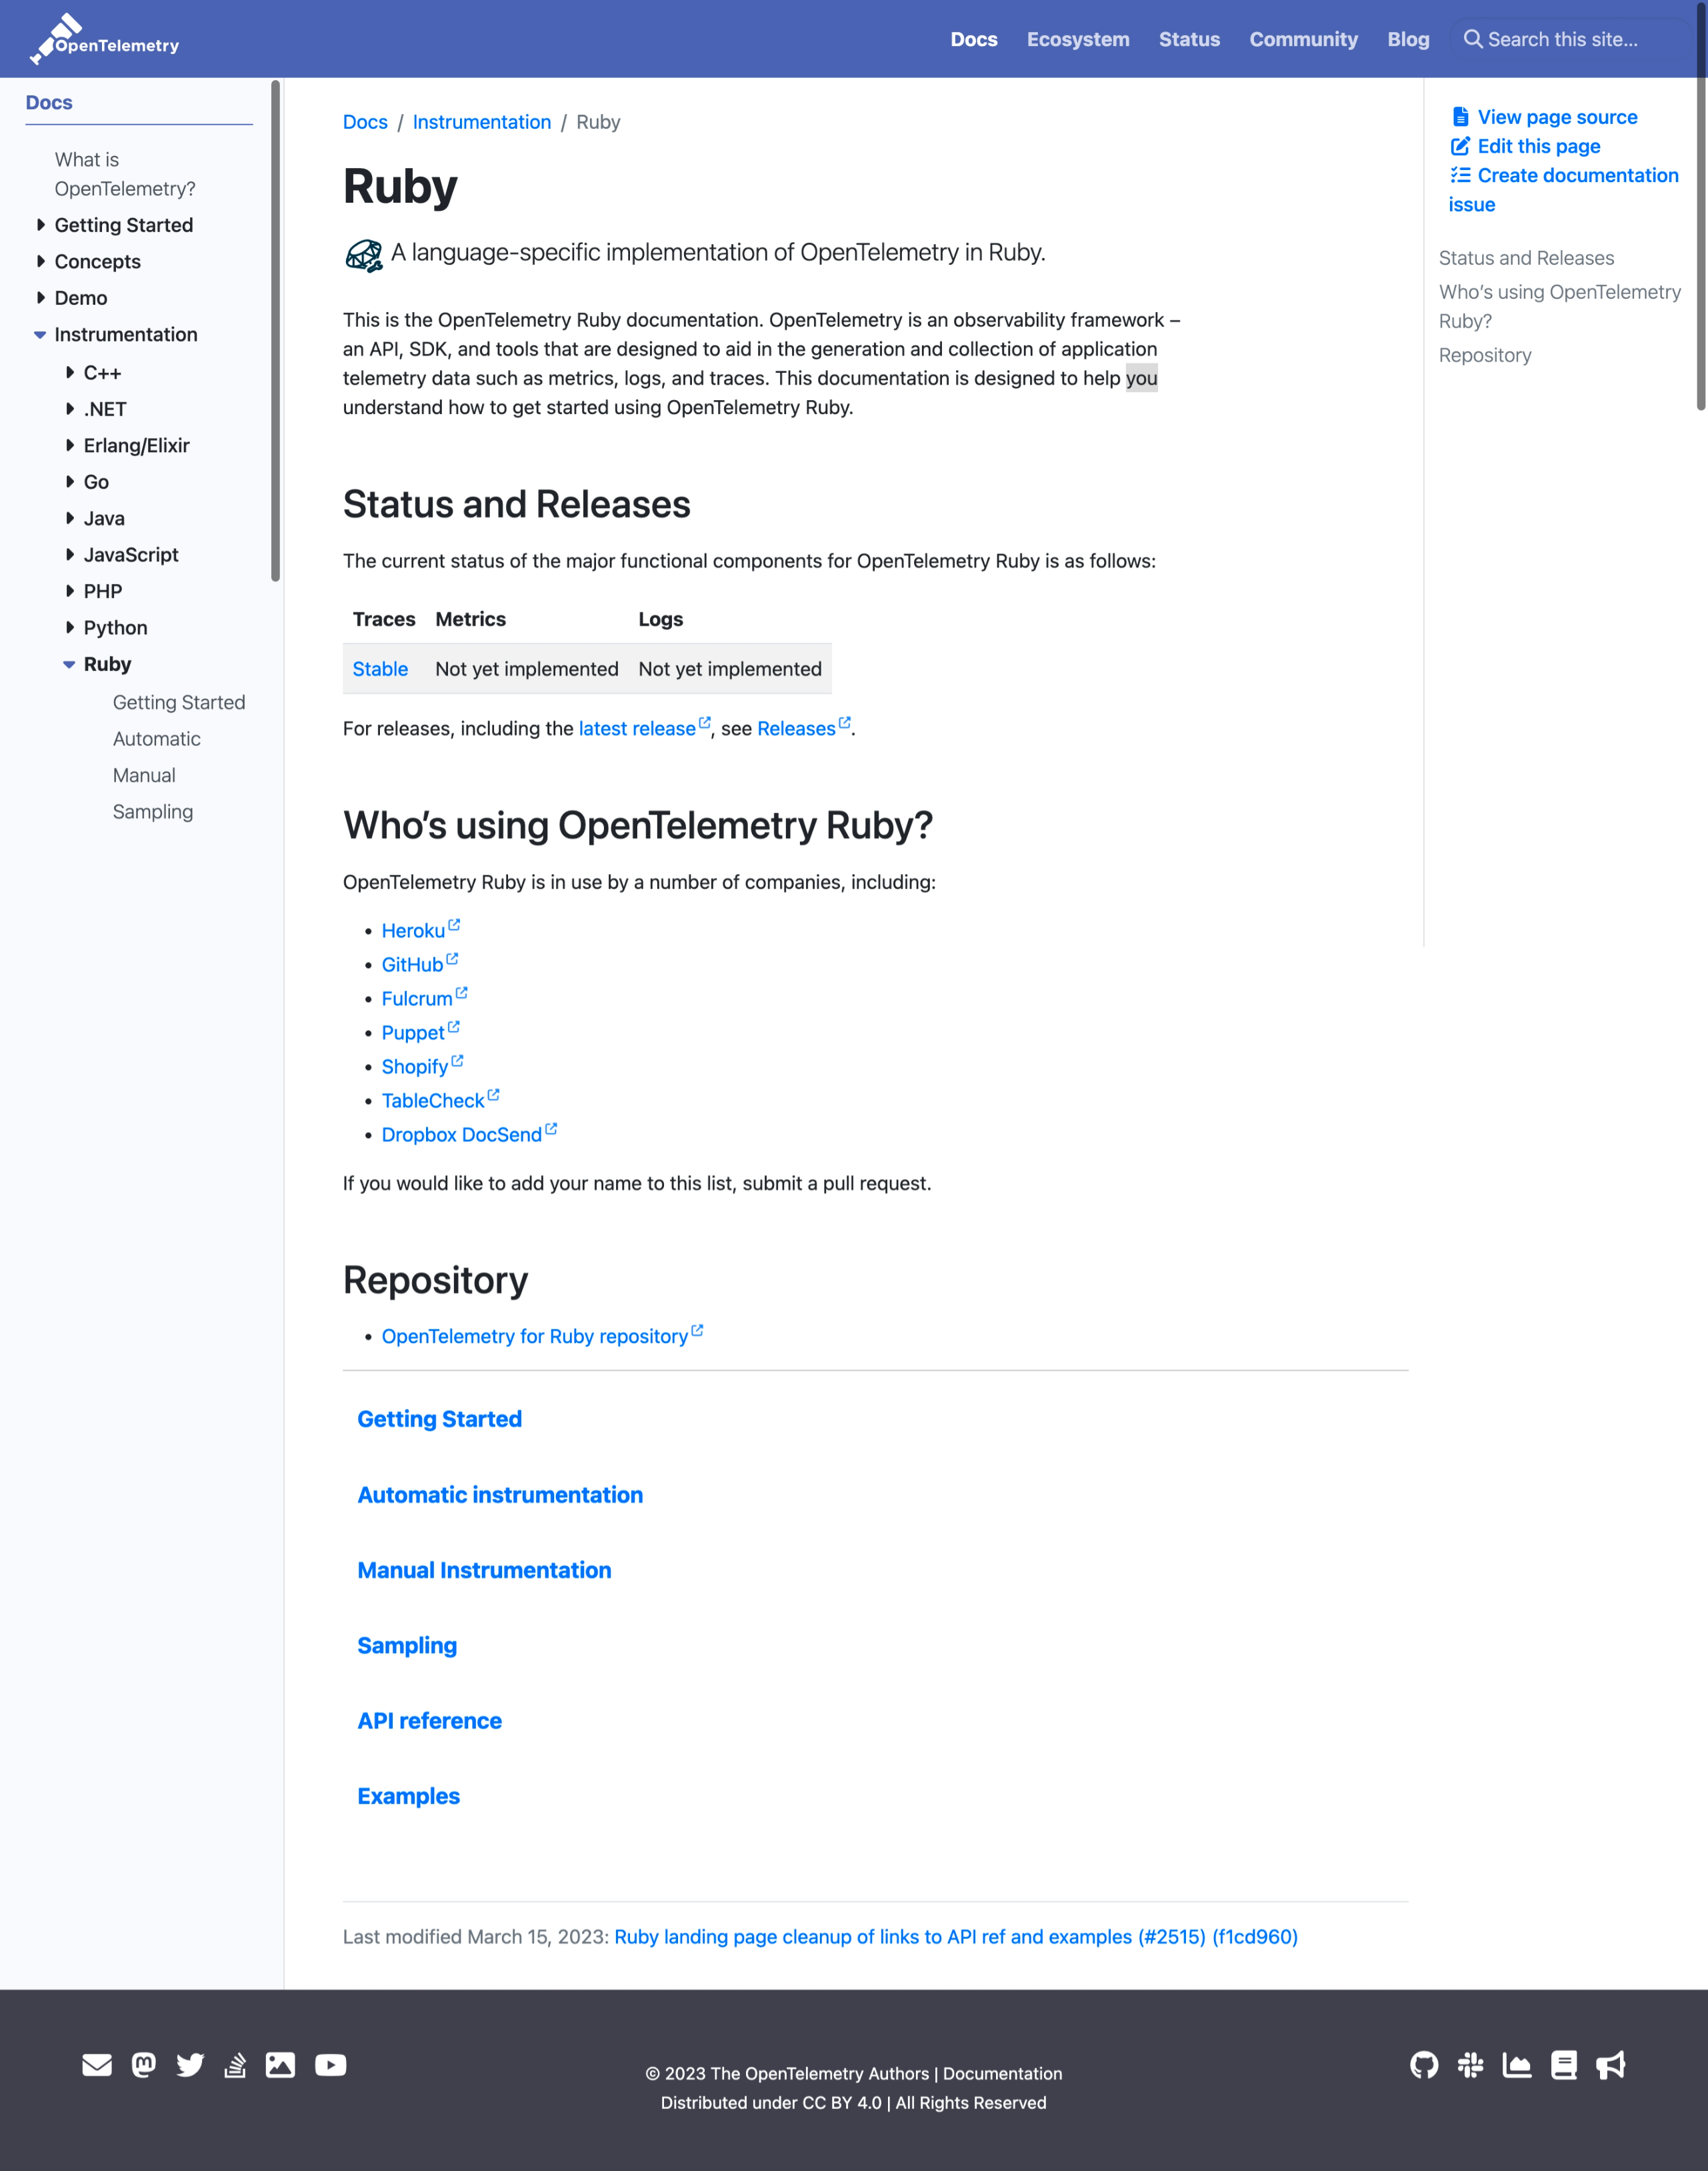 OpenTelemetry
Docs
Ecosystem
Status
Community
Blog
Search this site...
Docs
What is
OpenTelemetry?
Getting Started
Concepts
Demo
Instrumentation
C++
.NET
Erlang/Elixir
Go
Java
JavaScript
PHP
Python
Ruby
Getting Started
Automatic
Manual
Sampling
Docs / Instrumentation / Ruby
Ruby
A language-specific implementation of OpenTelemetry in Ruby.
This is the OpenTelemetry Ruby documentation. OpenTelemetry is an observability framework –
an API, SDK, and tools that are designed to aid in the generation and collection of application
telemetry data such as metrics, logs, and traces. This documentation is designed to help you
understand how to get started using OpenTelemetry Ruby.
Status and Releases
The current status of the major functional components for OpenTelemetry Ruby is as follows:
Traces Metrics Logs
Stable Not yet implemented Not yet implemented
For releases, including the latest release, see Releases.
Who’s using OpenTelemetry Ruby?
OpenTelemetry Ruby is in use by a number of companies, including:
• Heroku
• GitHub
• Fulcrum
• Puppet
• Shopify
• TableCheck
• Dropbox DocSend
If you would like to add your name to this list, submit a pull request.
Repository
• OpenTelemetry for Ruby repository
Getting Started
Automatic instrumentation
Manual Instrumentation
Sampling
API reference
Examples
Last modified March 15, 2023: Ruby landing page cleanup of links to API ref and examples (#2515) (f1cd960)
View page source
Edit this page
Create documentation
issue
Status and Releases
Who’s using OpenTelemetry
Ruby?
Repository
© 2023 The OpenTelemetry Authors | Documentation
Distributed under CC BY 4.0 | All Rights Reserved